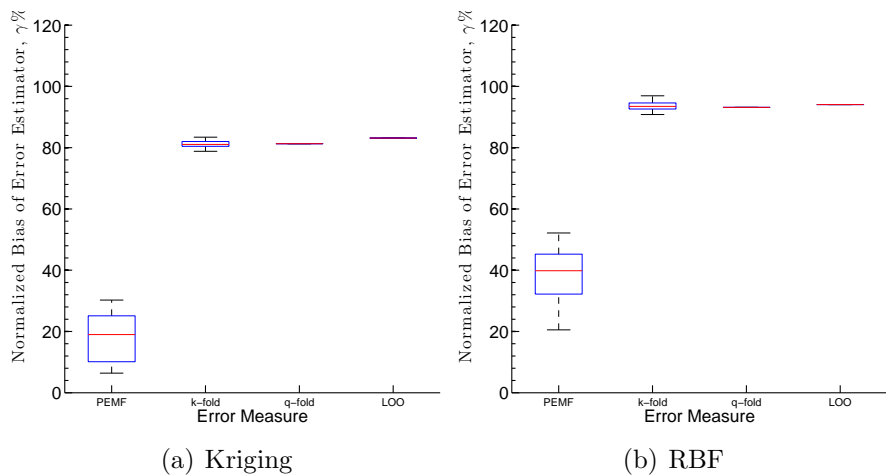 Normalized Bias of Error Estimator, γ%
120
100
80
60
40
20
0
PEMF k−fold q−fold LOO
Error Measure
(a) Kriging
Normalized Bias of Error Estimator, γ%
120
100
80
60
40
20
0
PEMF k−fold q−fold LOO
Error Measure
(b) RBF